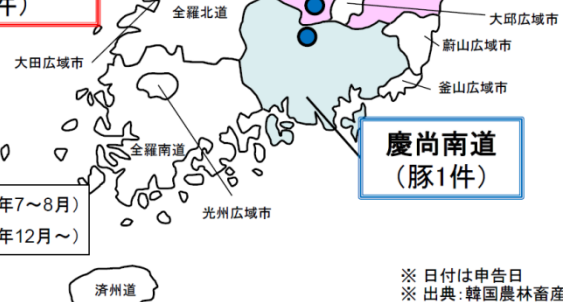 件)
全羅北道
大邱広域市
蔚山広域市
大田広域市
釜山広域市
全羅南道
慶尚南道
(豚1件)
年7～8月)
光州広域市
年12月～)
済州道
※ 日付は申告日
※ 出典:韓国農林畜産